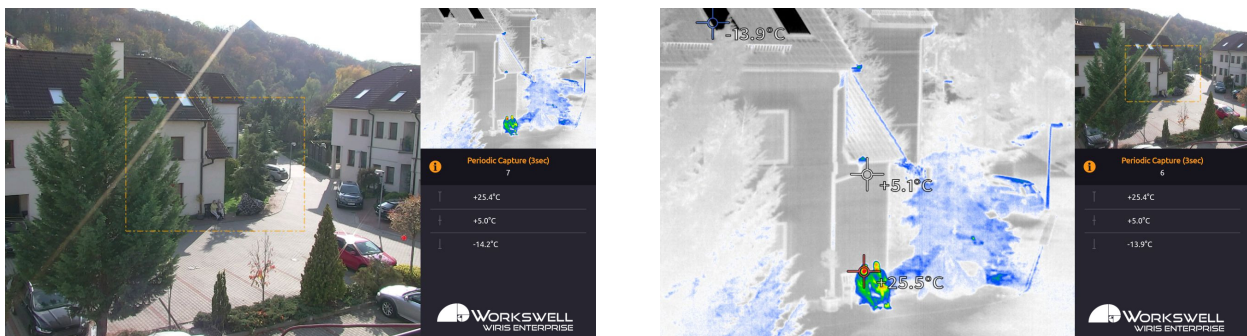 Periodic Capture (3sec)
7
+25.4°C
+5.0°C
-14.2°C
WORKSWELL
WIRIS ENTERPRISE
-13.9°C
+5.1°C
+25.5°C
Periodic Capture (3sec)
6
+25.4°C
+5.0°C
-13.9°C
WORKSWELL
WIRIS ENTERPRISE